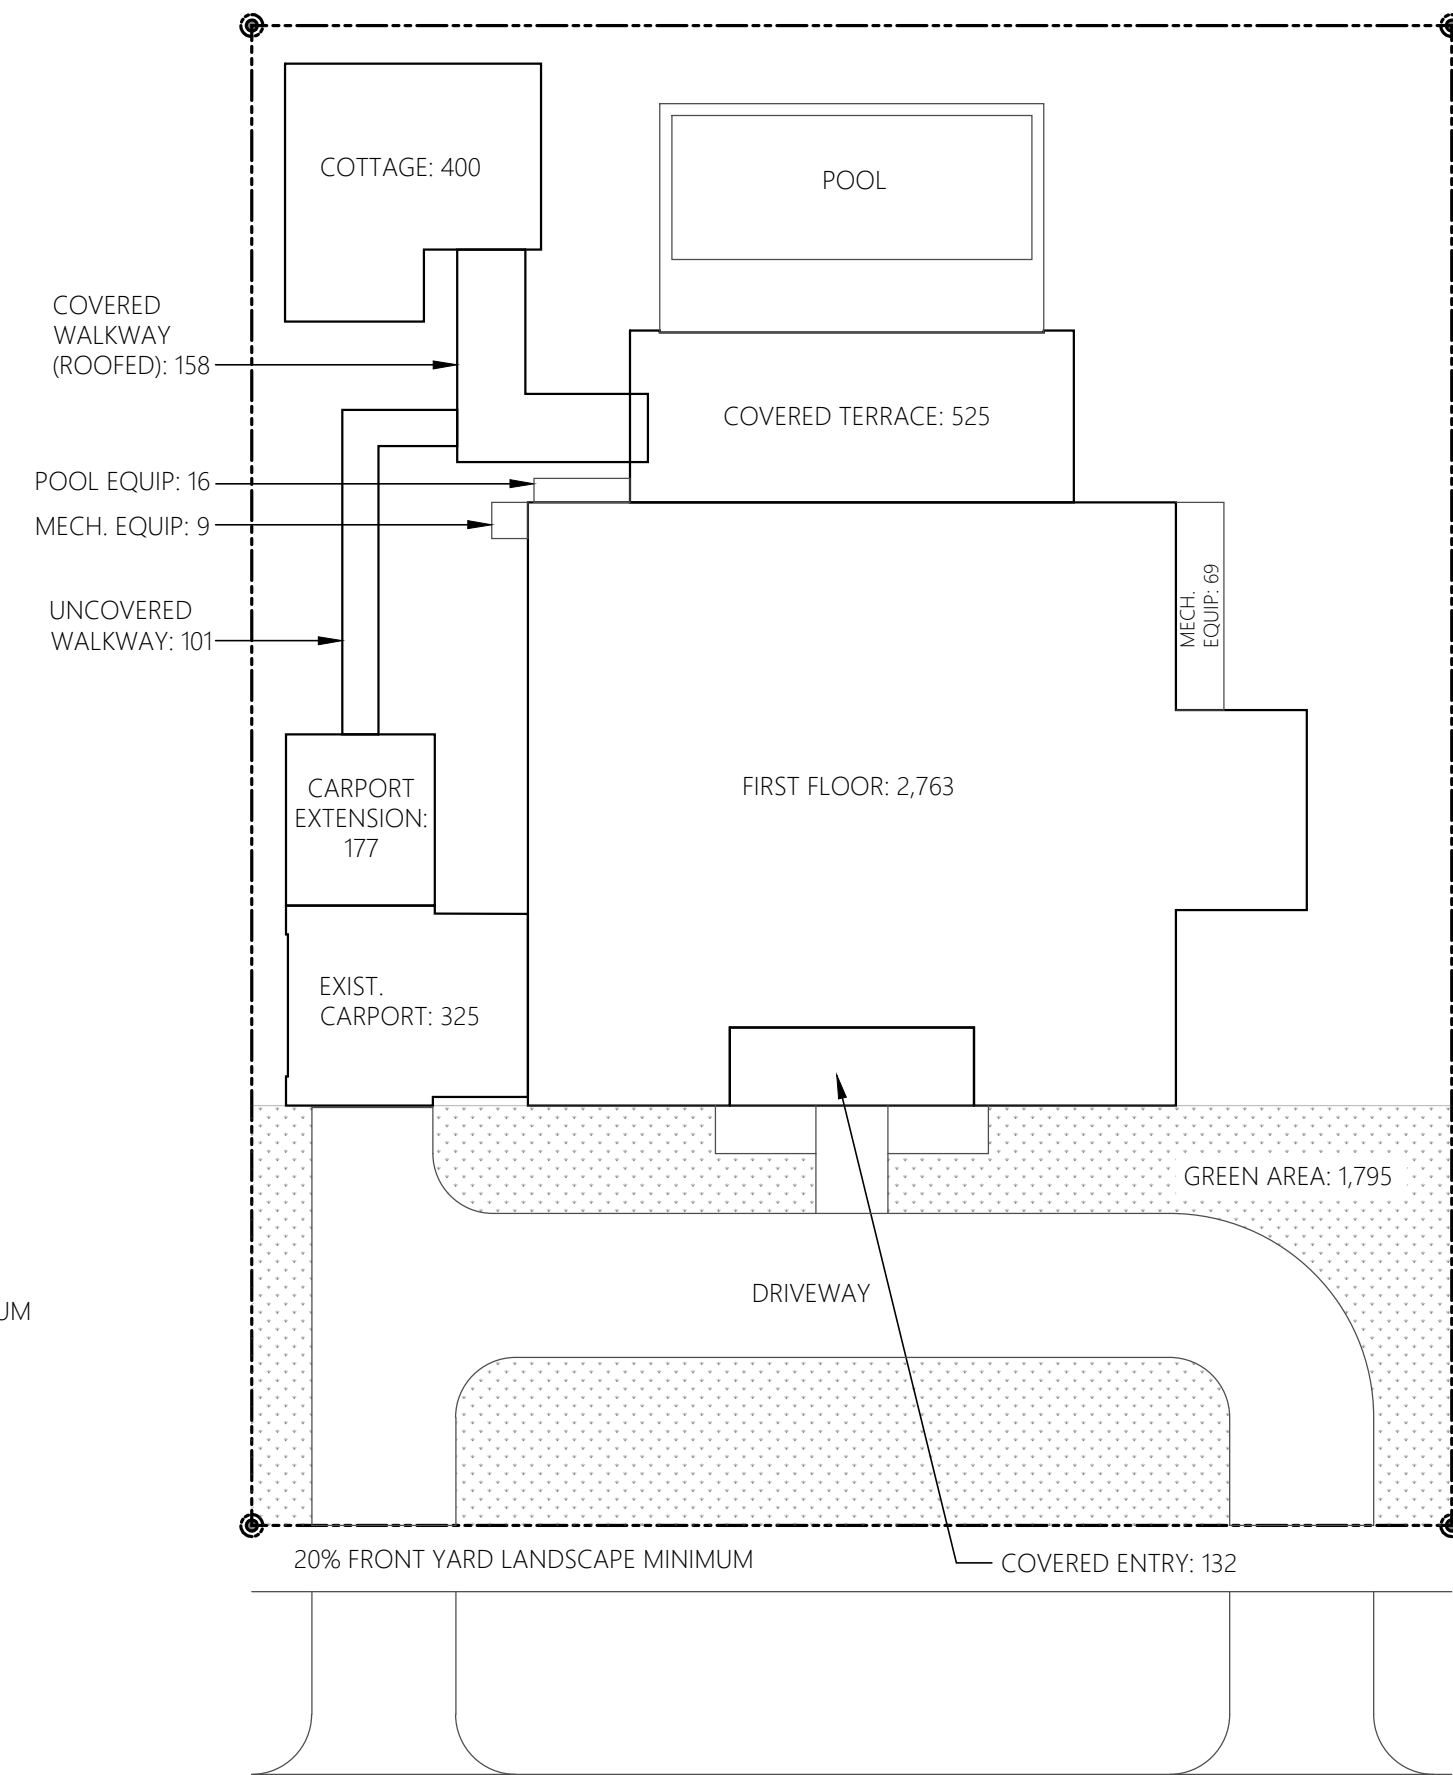 COTTAGE: 400
POOL
COVERED
WALKWAY
(ROOFED): 158
COVERED TERRACE: 525
POOL EQUIP: 16
MECH. EQUIP: 9
MECH.
EQUIP: 69
UNCOVERED
WALKWAY: 101
CARPORT
EXTENSION:
177
FIRST FLOOR: 2,763
EXIST.
CARPORT: 325
GREEN AREA: 1,795
DRIVEWAY
UM
20% FRONT YARD LANDSCAPE MINIMUM
COVERED ENTRY: 132